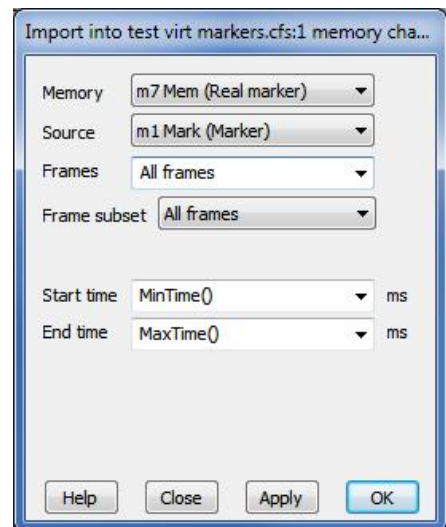 Import into test virt markers.cfs:1 memory cha...
Memory m7 Mem (Real marker)
Source m1 Mark (Marker)
Frames All frames
Frame subset All frames
Start time MinTime() ms
End time MaxTime() ms
Help Close Apply OK